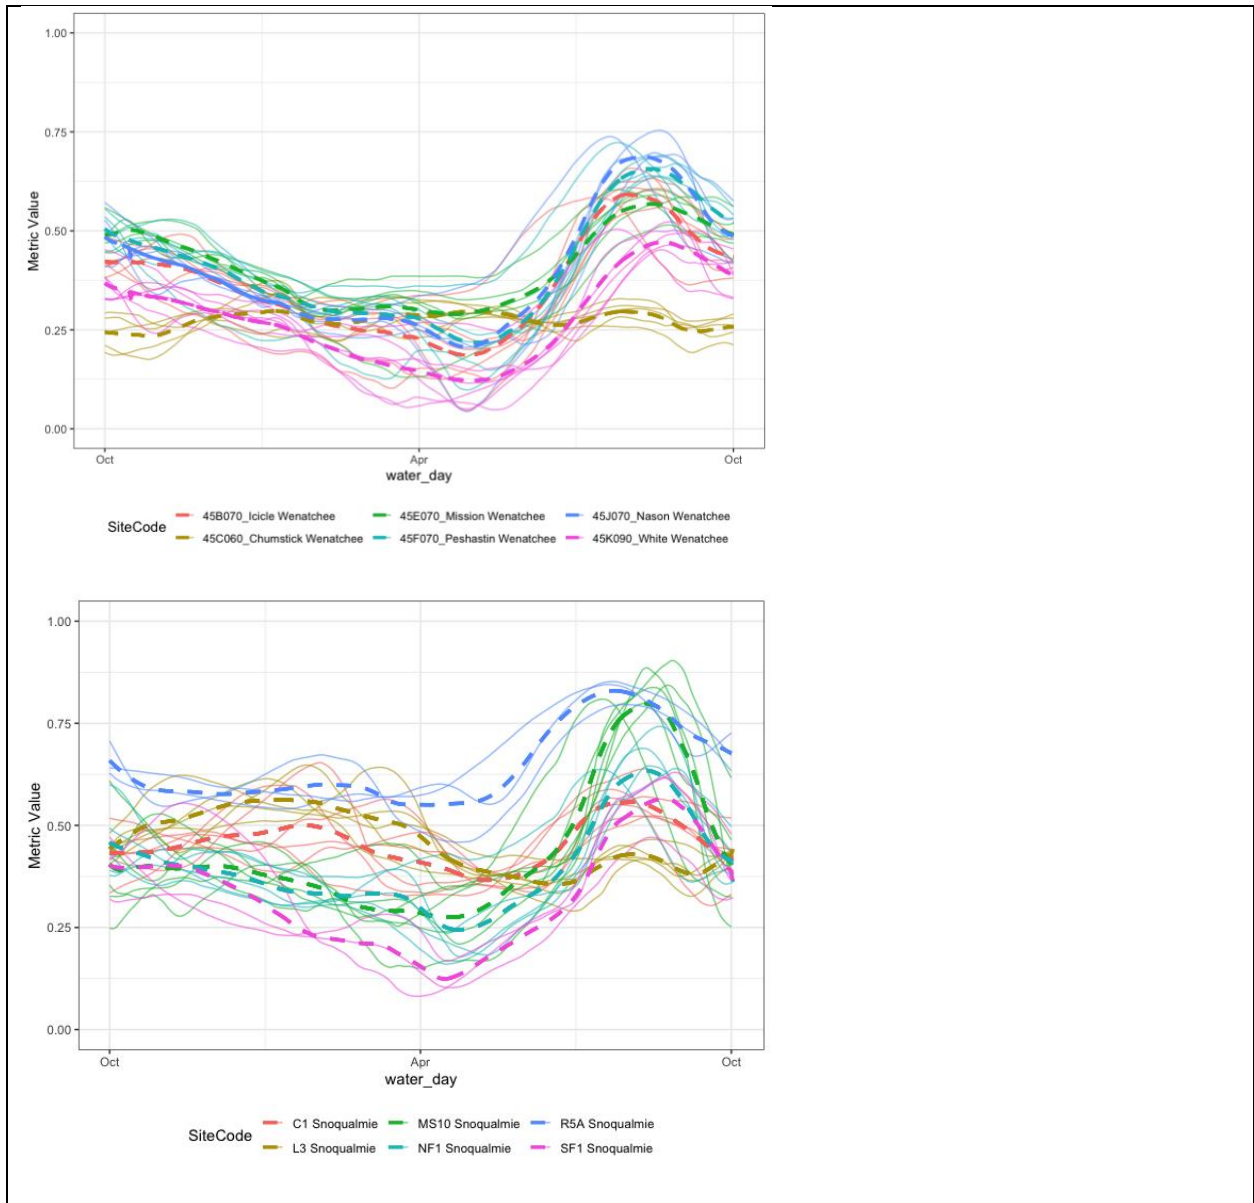 1.00
0.75
0.50
0.25
0.00
Metric Value
Oct Apr Oct
water_day
SiteCode
45B070_Icicle Wenatchee 45E070_Mission Wenatchee 45J070_Nason Wenatchee
45C060_Chumstick Wenatchee 45F070_Peshastin Wenatchee 45K090_White Wenatchee
1.00
0.75
0.50
0.25
0.00
Metric Value
Oct Apr Oct
water_day
SiteCode
C1 Snoqualmie MS10 Snoqualmie R5A Snoqualmie
L3 Snoqualmie NF1 Snoqualmie SF1 Snoqualmie